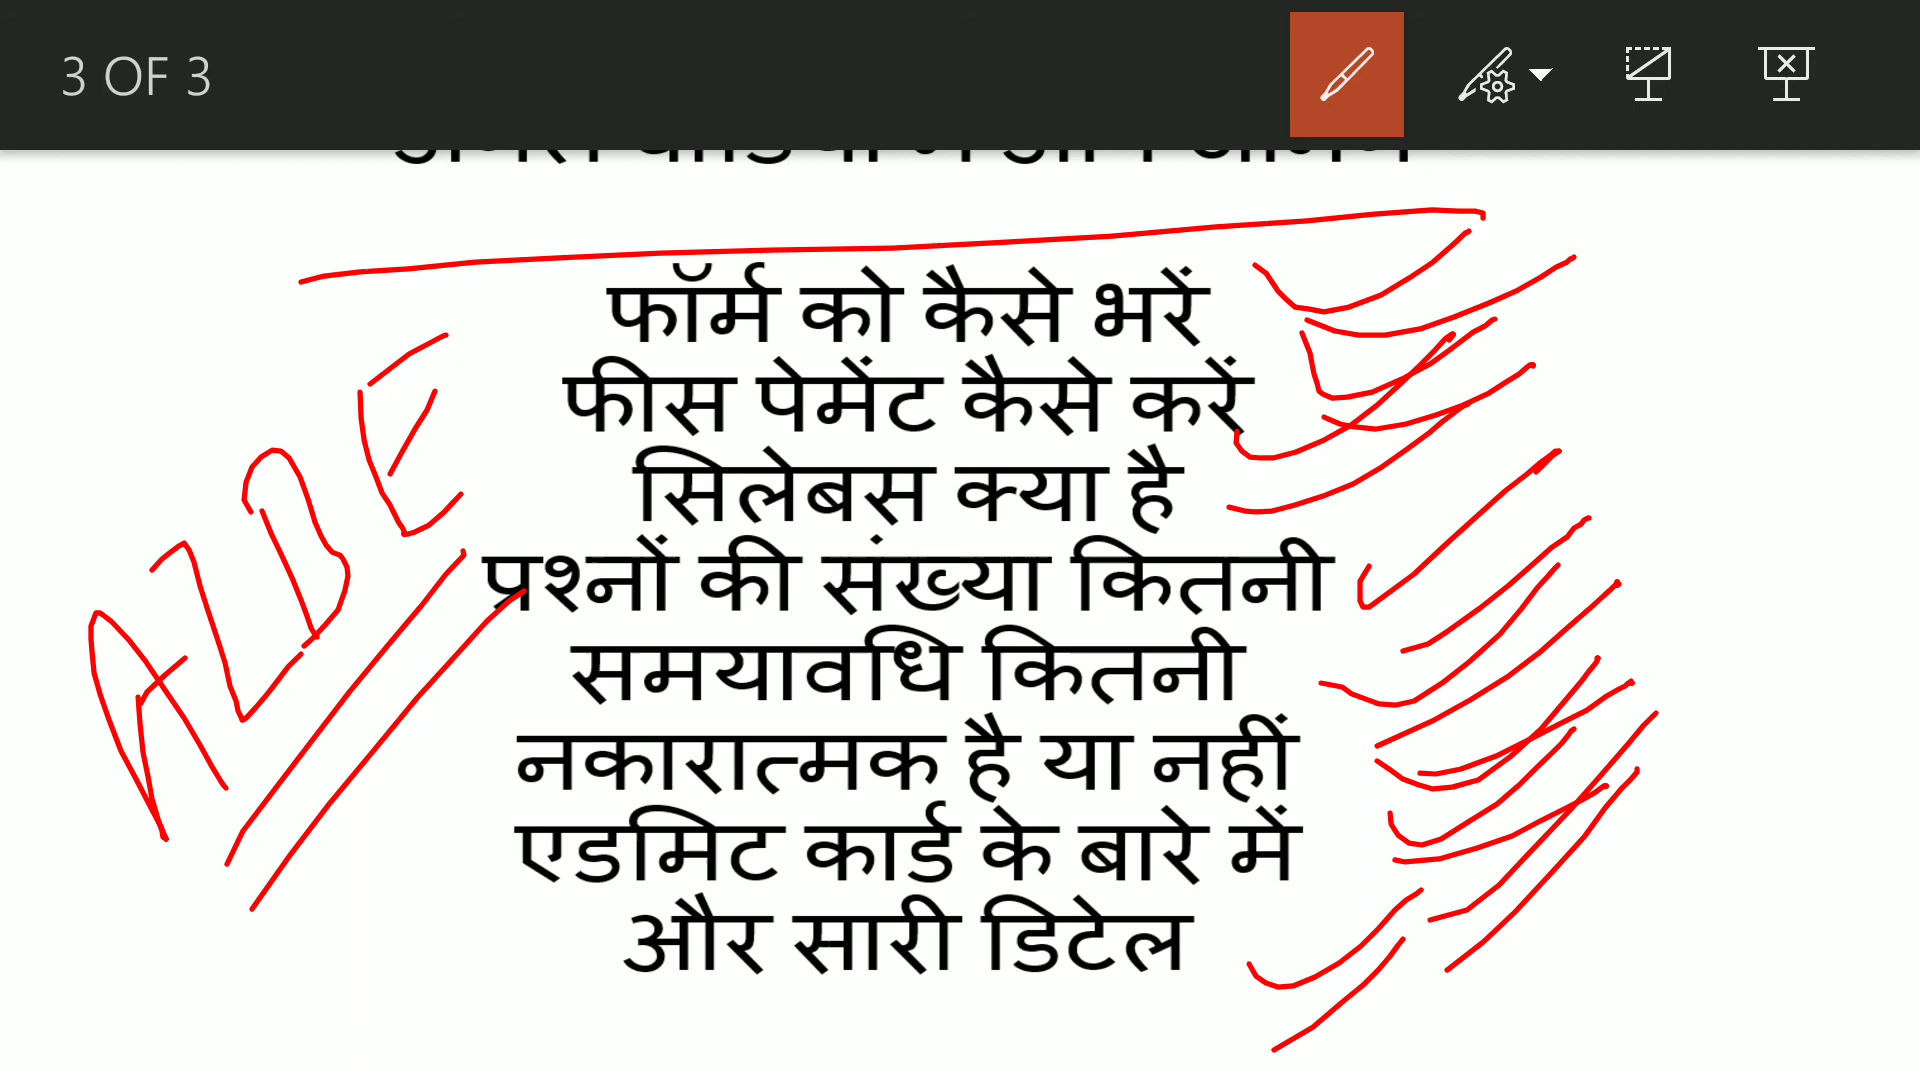 3 OF 3
फॉर्म को कैसे भरें
फीस पेमेंट कैसे करें
सिलेबस क्या है
प्रश्नों की संख्या कितनी
समयावधि कितनी
नकारात्मक है या नहीं
एडमिट कार्ड के बारे में
और सारी डिटेल